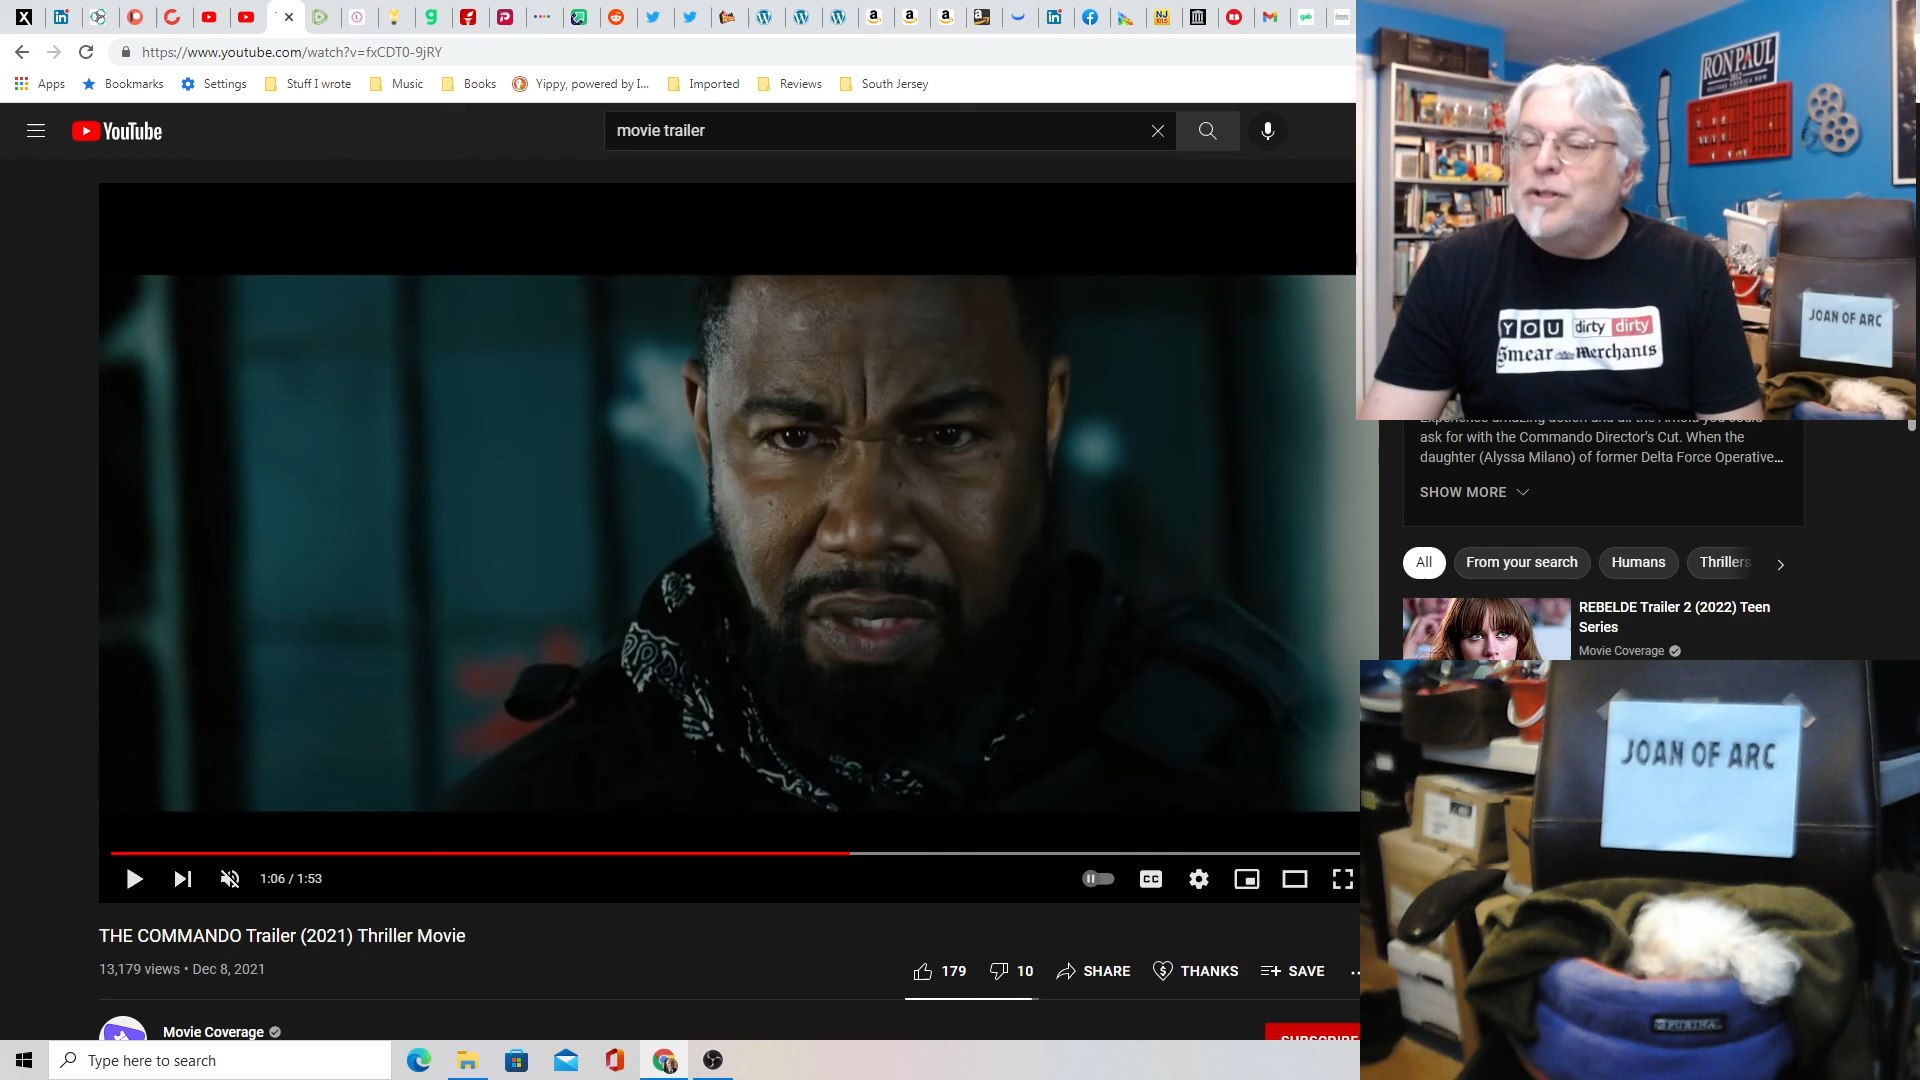 https://www.youtube.com/watch?v=fxCDT0-9jRY
Apps
Bookmarks
Settings
Stuff I wrote
Music
Books
Yippy, powered by I...
Imported
Reviews
South Jersey
YouTube
movie trailer
RON PAUL
YOU dirty dirty
Smear Merchants
JOAN OF ARC
ask for with the Commando Director's Cut. When the
daughter (Alyssa Milano) of former Delta Force Operative...
SHOW MORE
All
From your search
Humans
Thrillers
REBELDE Trailer 2 (2022) Teen
Series
Movie Coverage
JOAN OF ARC
PURINA
1:06 / 1:53
CC
THE COMMANDO Trailer (2021) Thriller Movie
13,179 views • Dec 8, 2021
179
10
SHARE
THANKS
SAVE
Movie Coverage
SUBSCRIBE
Type here to search